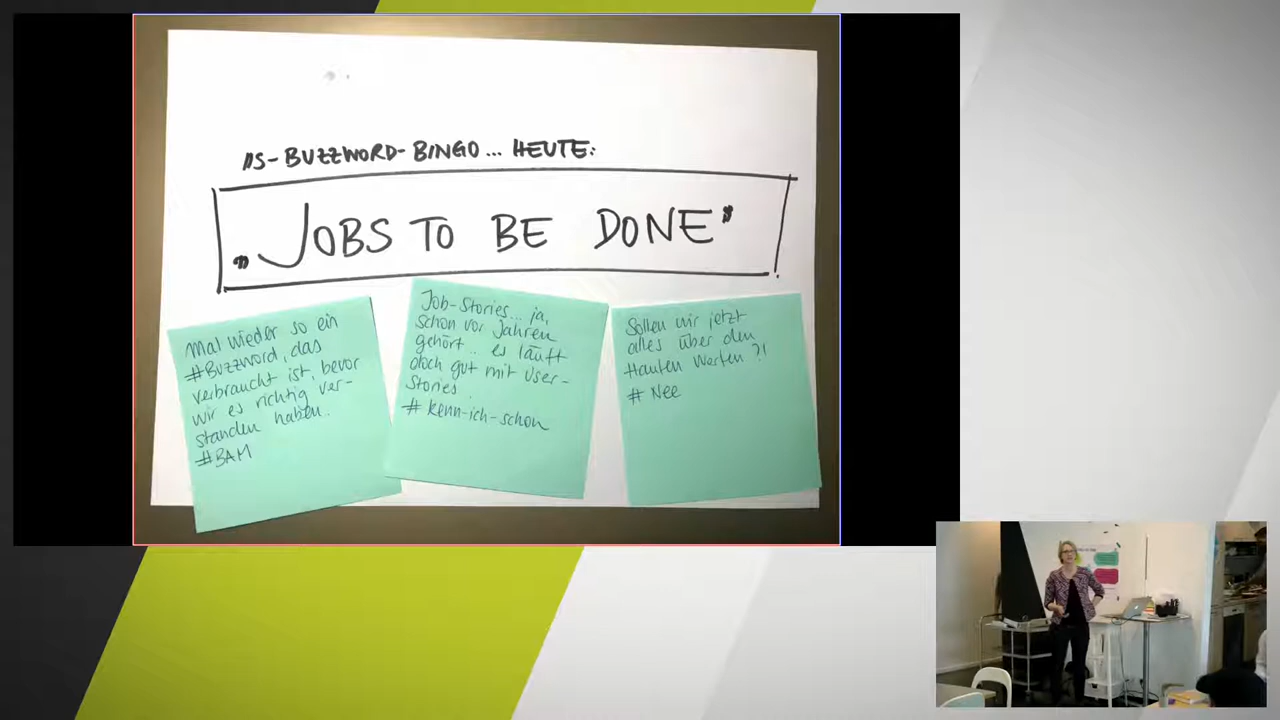 'S-BUZZWORD-BINGO... HEUTE:
„JOBS TO BE DONE"
Mal wieder so ein
#Buzzword, das
verbraucht ist, bevor
wir es richtig ver-
standen haben.
#BAM
Job-Stories... ja,
schon vor Jahren
gehört.. es läuft
doch gut mit User-
Stories.
#kenn-ich-schon
Sollen wir jetzt
alles über den
Haufen werfen?!
# Nee